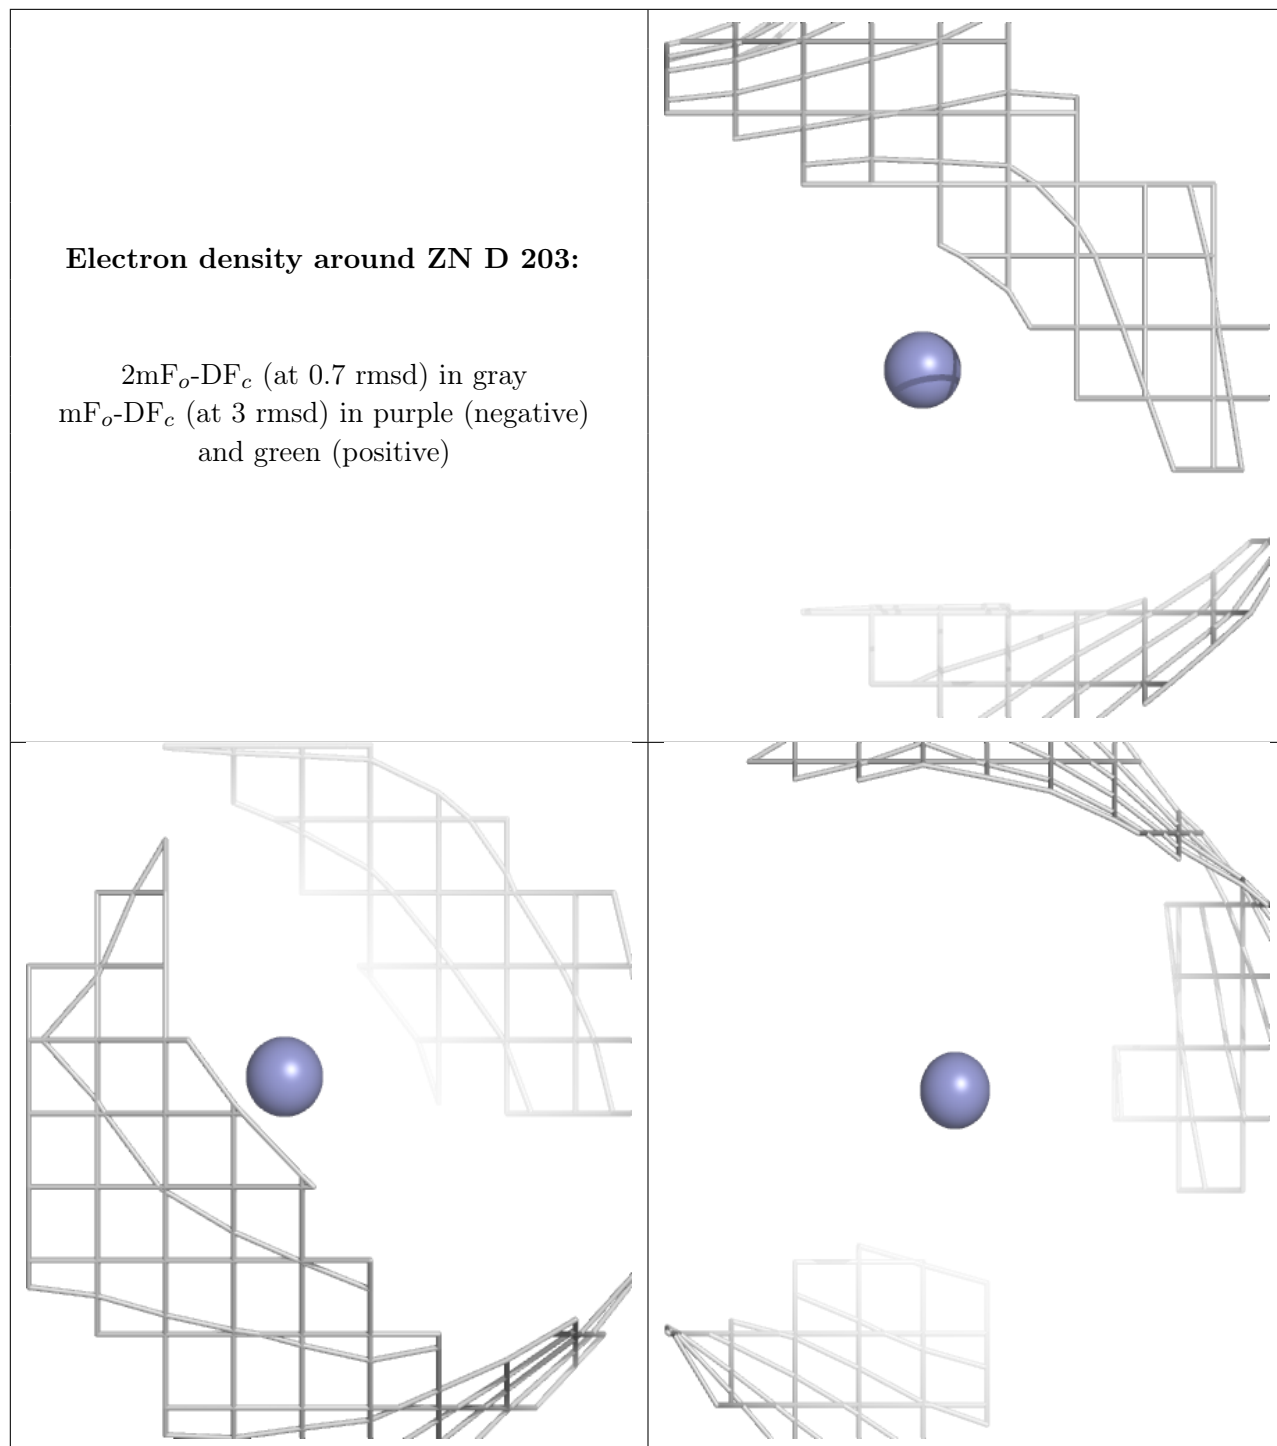 Electron density around ZN D 203:
2mFo-DFc (at 0.7 rmsd) in gray
mFo-DFc (at 3 rmsd) in purple (negative)
and green (positive)